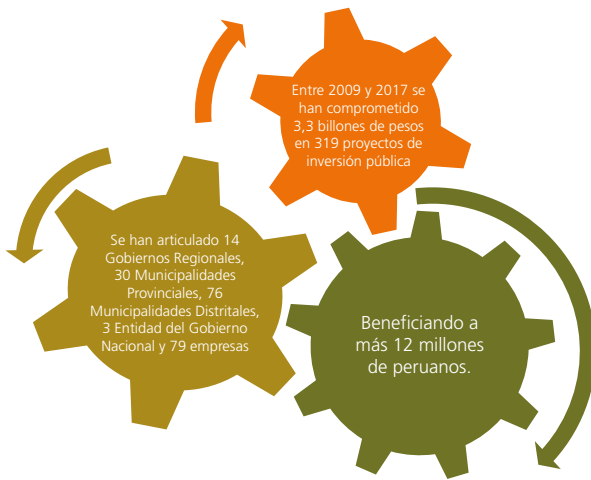 Entre 2009 y 2017 se
han comprometido
3,3 billones de pesos
en 319 proyectos de
inversión pública
Se han articulado 14
Gobiernos Regionales,
30 Municipalidades
Provinciales, 76
Municipalidades Distritales,
3 Entidad del Gobierno
Nacional y 79 empresas
Beneficiando a
más 12 millones
de peruanos.